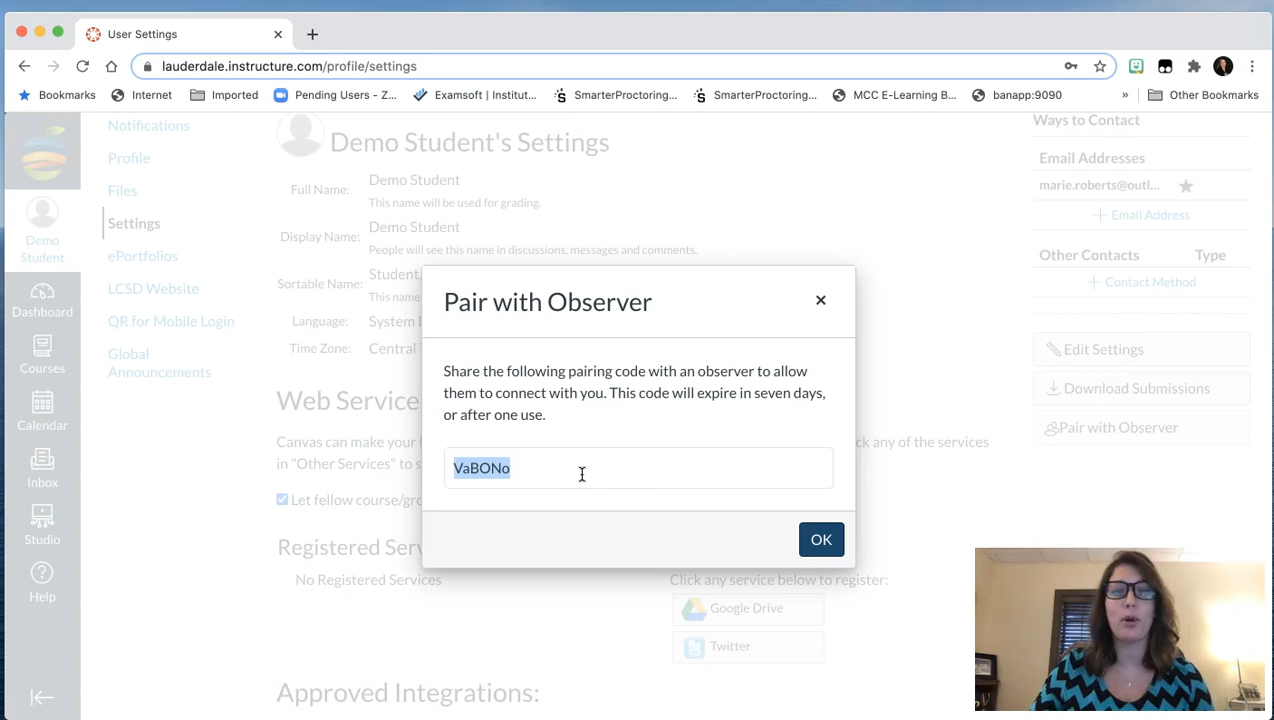 User Settings
lauderdale.instructure.com/profile/settings
Bookmarks Internet Imported Pending Users - Z... Examsoft | Institut... SmarterProctoring... SmarterProctoring... MCC E-Learning B... banapp:9090 » Other Bookmarks
Demo
Student
Dashboard
Courses
Calendar
Inbox
Studio
Help
Notifications
Profile
Files
Settings
ePortfolios
LCSD Website
QR for Mobile Login
Global
Announcements
Demo Student's Settings
Full Name: Demo Student
This name will be used for grading.
Display Name: Demo Student
People will see this name in discussions, messages and comments.
Sortable Name: Student,
This name
Language: System
Time Zone: Central
Web Service
Canvas can make your
ck any of the services
in "Other Services" to s
Let fellow course/gro
Registered Ser
No Registered Services
Click any service below to register:
Google Drive
Twitter
Approved Integrations:
Pair with Observer
Share the following pairing code with an observer to allow
them to connect with you. This code will expire in seven days,
or after one use.
VaBONo
OK
Ways to Contact
Email Addresses
marie.roberts@outl...
Email Address
Other Contacts Type
Contact Method
Edit Settings
Download Submissions
Pair with Observer